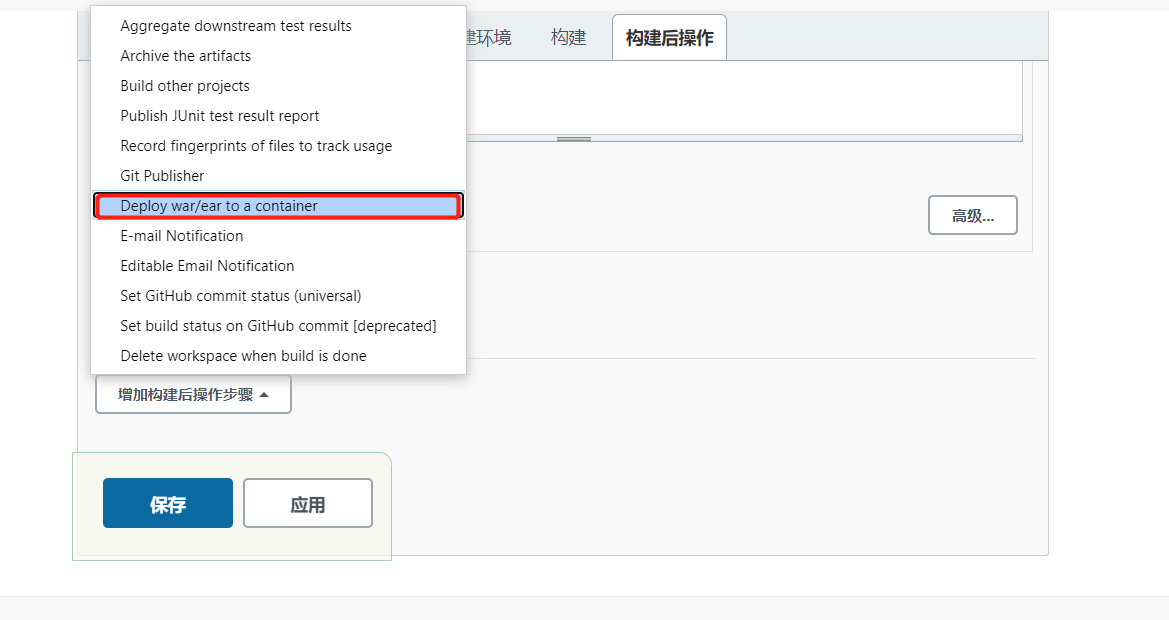 建环境
构建
构建后操作
Aggregate downstream test results
Archive the artifacts
Build other projects
Publish JUnit test result report
Record fingerprints of files to track usage
Git Publisher
Deploy war/ear to a container
E-mail Notification
Editable Email Notification
Set GitHub commit status (universal)
Set build status on GitHub commit [deprecated]
Delete workspace when build is done
高级...
增加构建后操作步骤
保存
应用